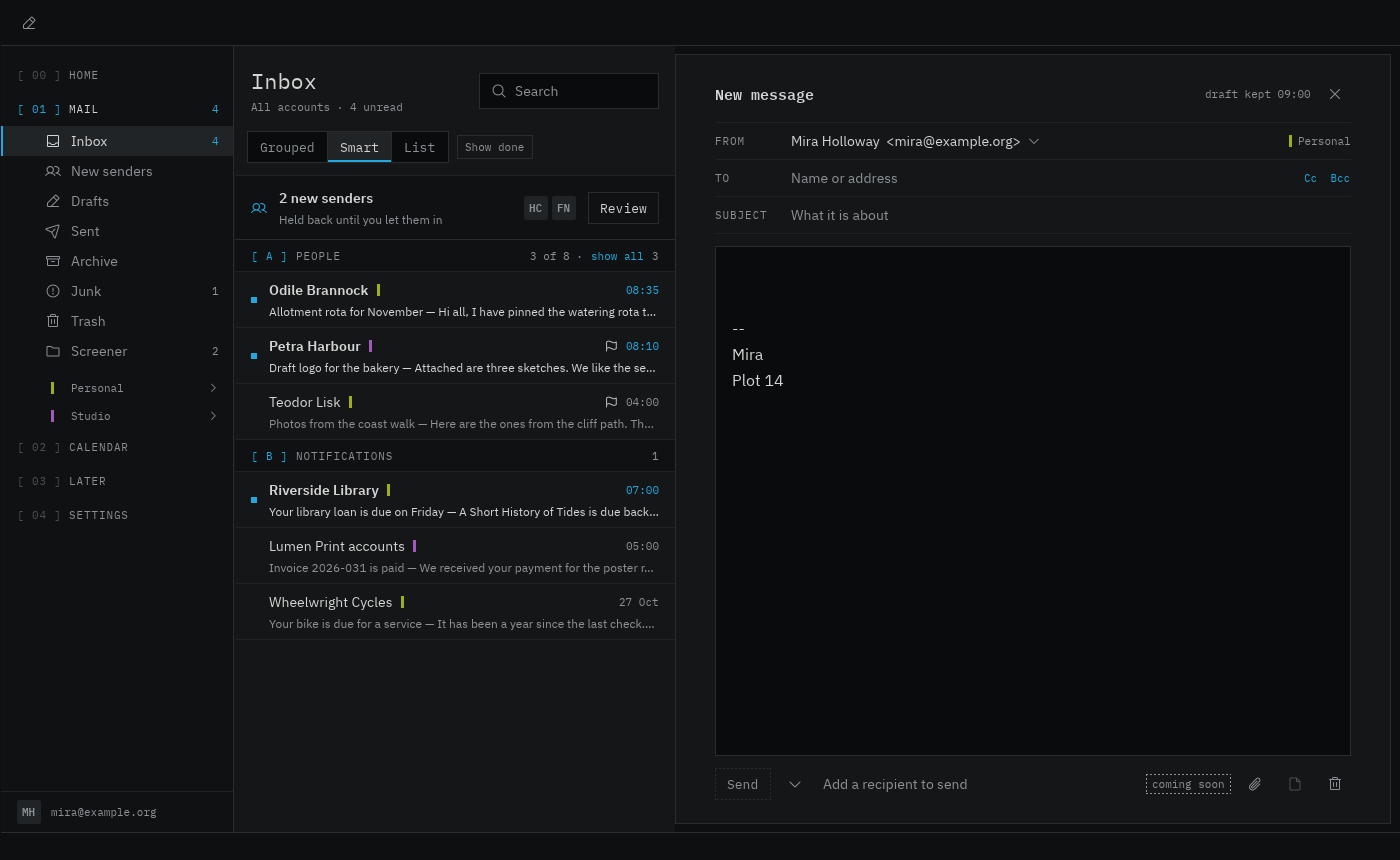 [ 00 ] HOME
[ 01 ] MAIL 4
Inbox 4
New senders
Drafts
Sent
Archive
Junk 1
Trash
Screener 2
Personal
Studio
[ 02 ] CALENDAR
[ 03 ] LATER
[ 04 ] SETTINGS
MH mira@example.org
Inbox
All accounts · 4 unread
Search
Grouped Smart List Show done
2 new senders
Held back until you let them in
HC FN Review
[ A ] PEOPLE 3 of 8 · show all 3
Odile Brannock 08:35
Allotment rota for November — Hi all, I have pinned the watering rota t…
Petra Harbour 08:10
Draft logo for the bakery — Attached are three sketches. We like the se…
Teodor Lisk 04:00
Photos from the coast walk — Here are the ones from the cliff path. Th…
[ B ] NOTIFICATIONS 1
Riverside Library 07:00
Your library loan is due on Friday — A Short History of Tides is due back…
Lumen Print accounts 05:00
Invoice 2026-031 is paid — We received your payment for the poster r…
Wheelwright Cycles 27 Oct
Your bike is due for a service — It has been a year since the last check.…
New message draft kept 09:00
FROM Mira Holloway <mira@example.org> Personal
TO Name or address Cc Bcc
SUBJECT What it is about
--
Mira
Plot 14
Send Add a recipient to send coming soon